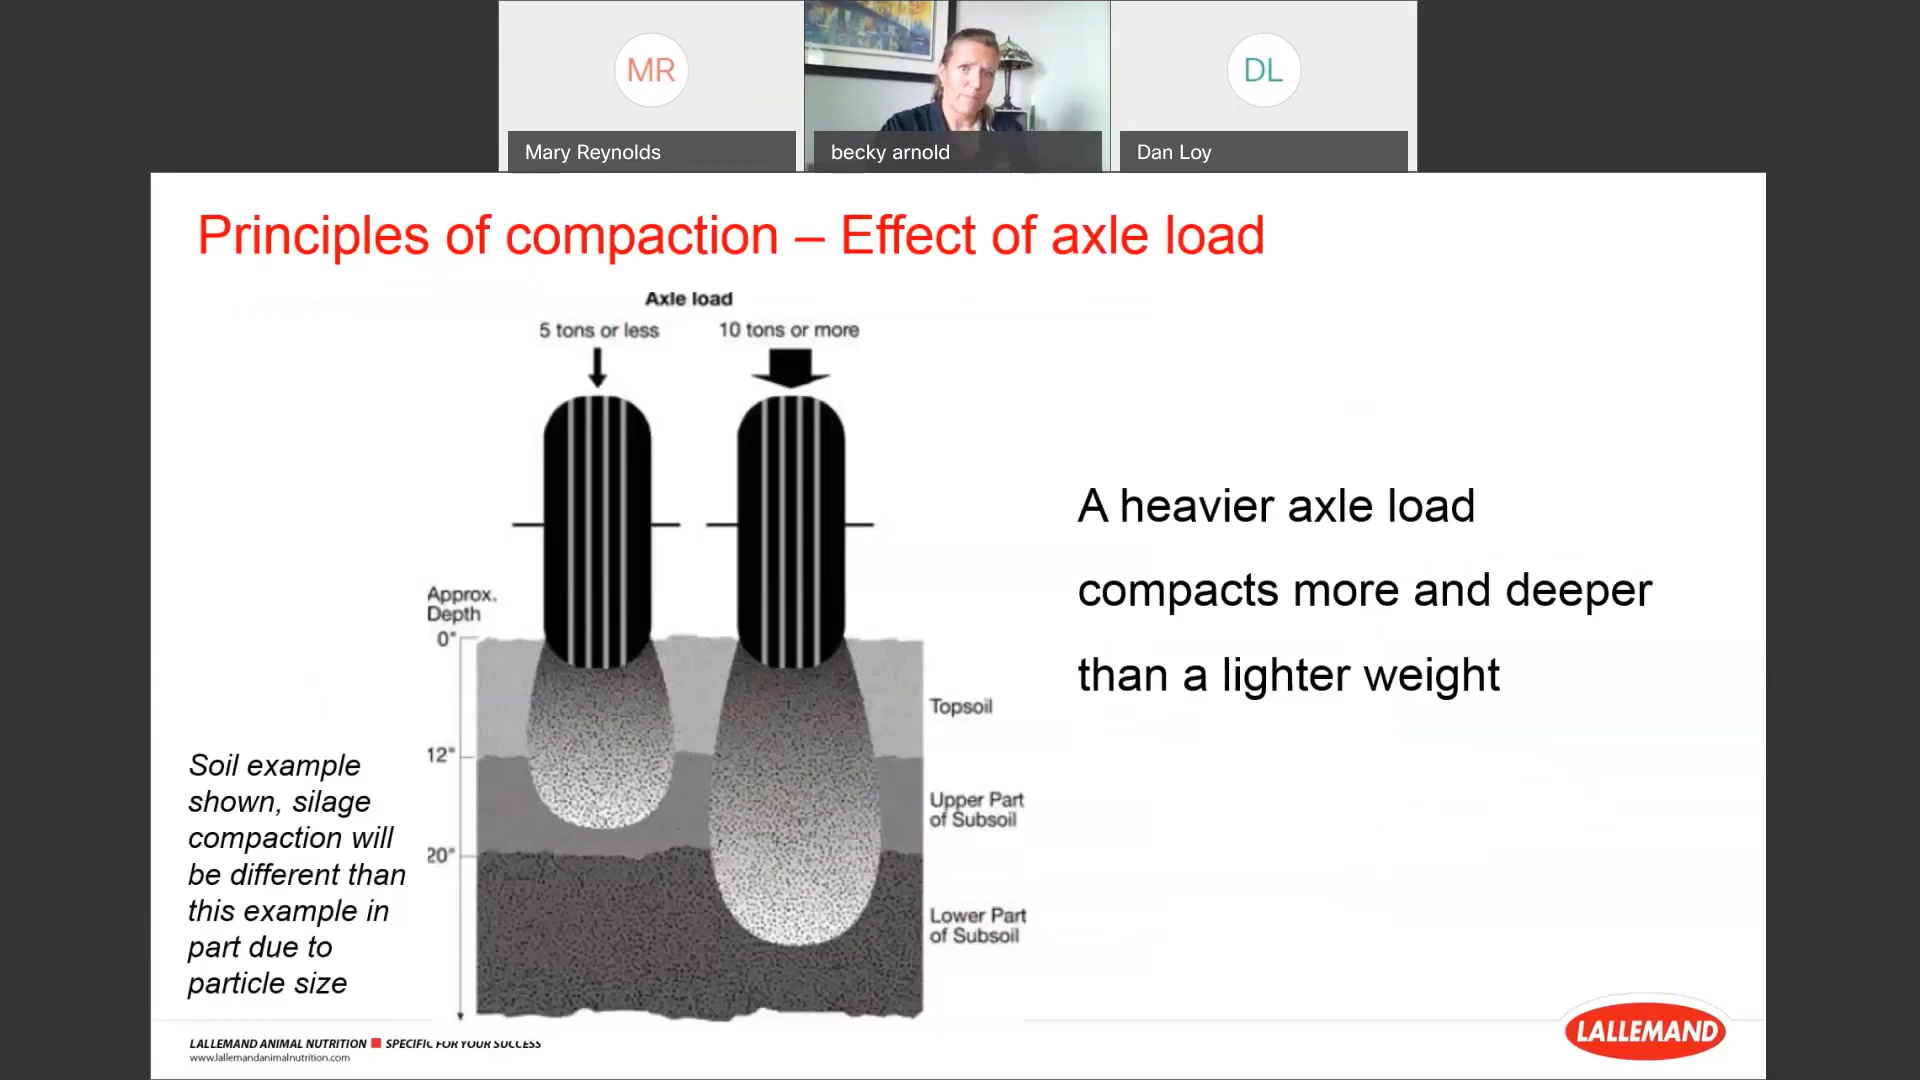 MR
DL
Mary Reynolds
becky arnold
Dan Loy
Principles of compaction – Effect of axle load
Axle load
5 tons or less
10 tons or more
Approx.
Depth
0"
12"
20"
Topsoil
Upper Part
of Subsoil
Lower Part
of Subsoil
A heavier axle load
compacts more and deeper
than a lighter weight
Soil example
shown, silage
compaction will
be different than
this example in
part due to
particle size
LALLEMAND ANIMAL NUTRITION SPECIFIC FOR YOUR SUCCESS
www.lallemandanimalnutrition.com
LALLEMAND